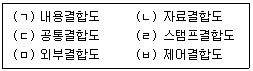 (ㄱ) 내용결합도 (ㄴ) 자료결합도
(ㄷ) 공통결합도 (ㄹ) 스탬프결합도
(ㅁ) 외부결합도 (ㅂ) 제어결합도